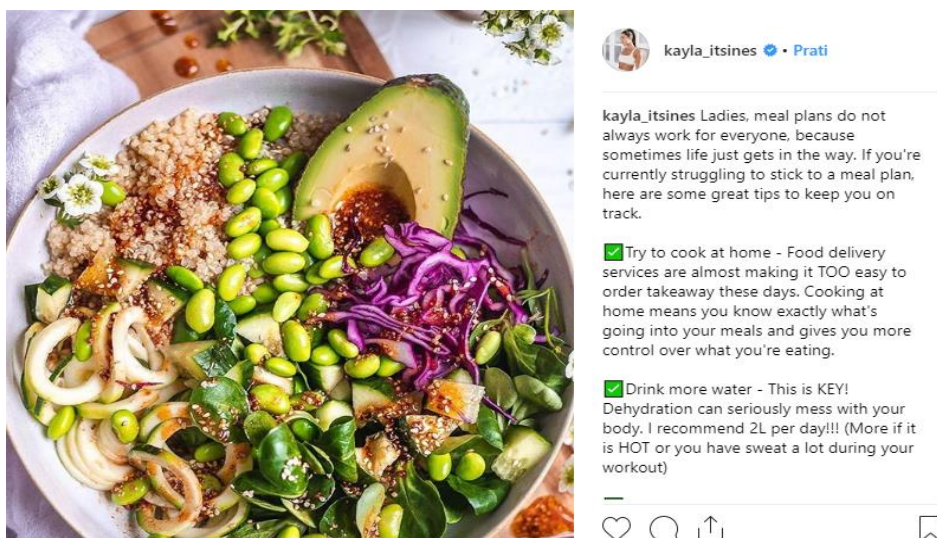 kayla_itsines • Prati
kayla_itsines Ladies, meal plans do not
always work for everyone, because
sometimes life just gets in the way. If you're
currently struggling to stick to a meal plan,
here are some great tips to keep you on
track.
✅Try to cook at home - Food delivery
services are almost making it TOO easy to
order takeaway these days. Cooking at
home means you know exactly what's
going into your meals and gives you more
control over what you're eating.
✅Drink more water - This is KEY!
Dehydration can seriously mess with your
body. I recommend 2L per day!!! (More if it
is HOT or you have sweat a lot during your
workout)